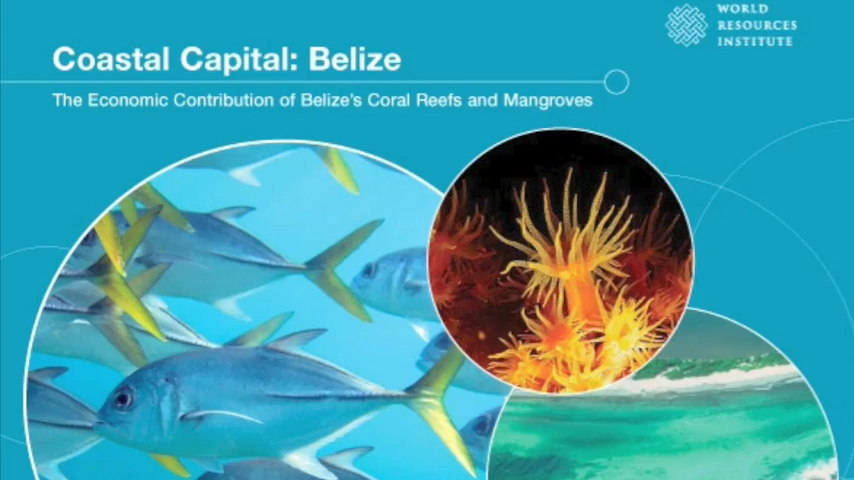 WORLD
RESOURCES
INSTITUTE
Coastal Capital: Belize
The Economic Contribution of Belize's Coral Reefs and Mangroves